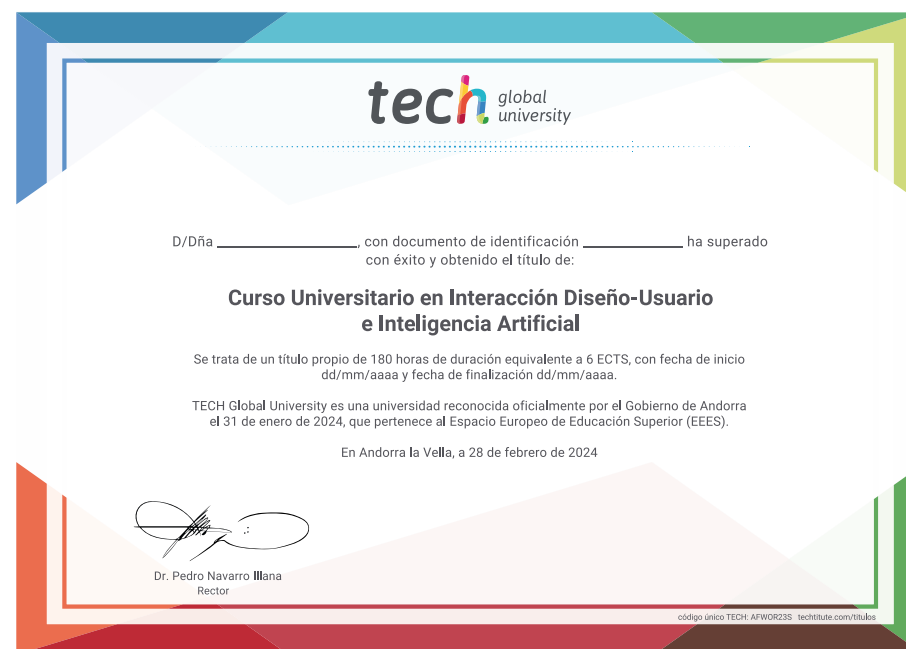 tech global university
D/Dña ______________, con documento de identificación __________ ha superado
con éxito y obtenido el título de:
Curso Universitario en Interacción Diseño-Usuario
e Inteligencia Artificial
Se trata de un título propio de 180 horas de duración equivalente a 6 ECTS, con fecha de inicio
dd/mm/aaaa y fecha de finalización dd/mm/aaaa.
TECH Global University es una universidad reconocida oficialmente por el Gobierno de Andorra
el 31 de enero de 2024, que pertenece al Espacio Europeo de Educación Superior (EEES).
En Andorra la Vella, a 28 de febrero de 2024
Dr. Pedro Navarro Illana
Rector
código único TECH: AFWOR23S techtitute.com/titulos